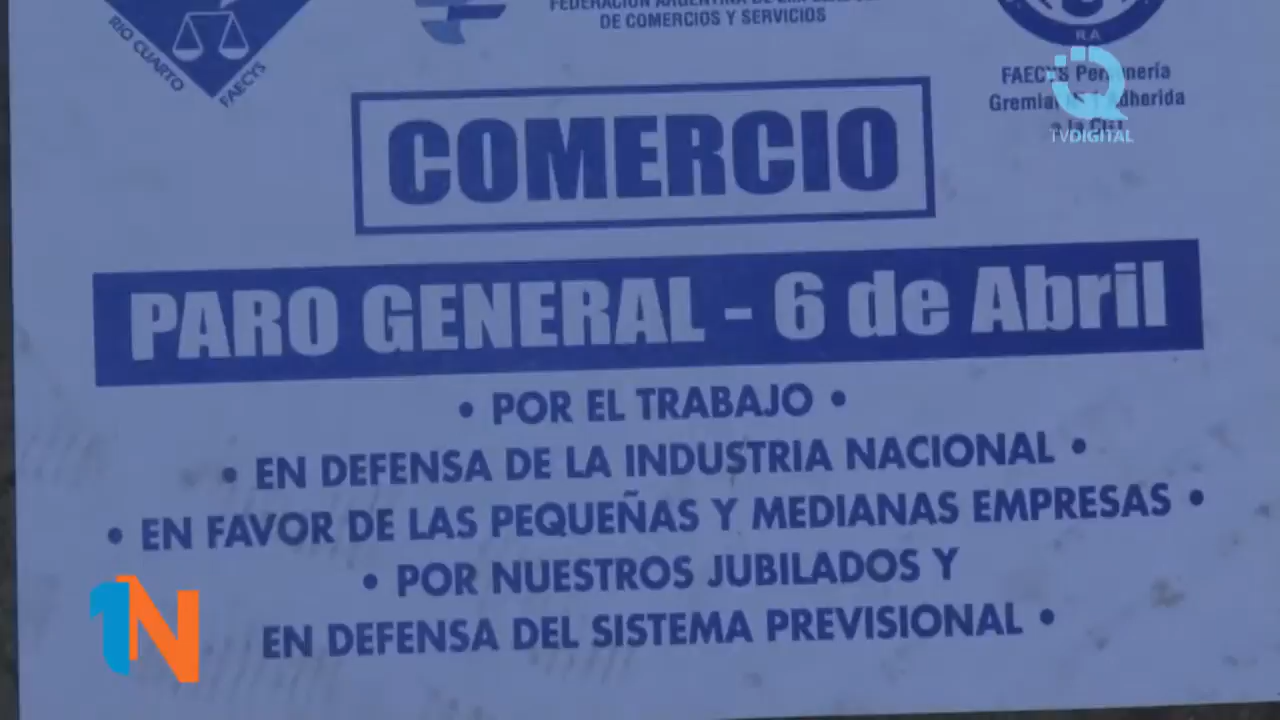 RIO CUARTO
FAECYS
DE COMERCIOS Y SERVICIOS
R.A
FAECYS
Gremial
TVDIGITAL
COMERCIO
PARO GENERAL - 6 de Abril
• POR EL TRABAJO •
• EN DEFENSA DE LA INDUSTRIA NACIONAL •
• EN FAVOR DE LAS PEQUEÑAS Y MEDIANAS EMPRESAS •
• POR NUESTROS JUBILADOS Y
EN DEFENSA DEL SISTEMA PREVISIONAL •
1N